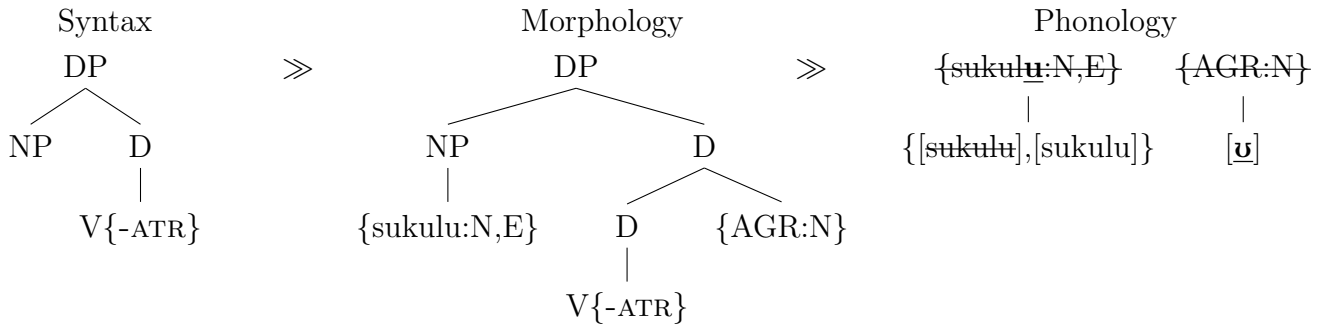 Syntax Morphology Phonology
DP ≫ DP ≫ {sukulu:N,E} {AGR:N}
NP D NP D {[sukulu],[sukulu]} [ʊ]
V{-ATR} {sukulu:N,E} D {AGR:N}
V{-ATR}